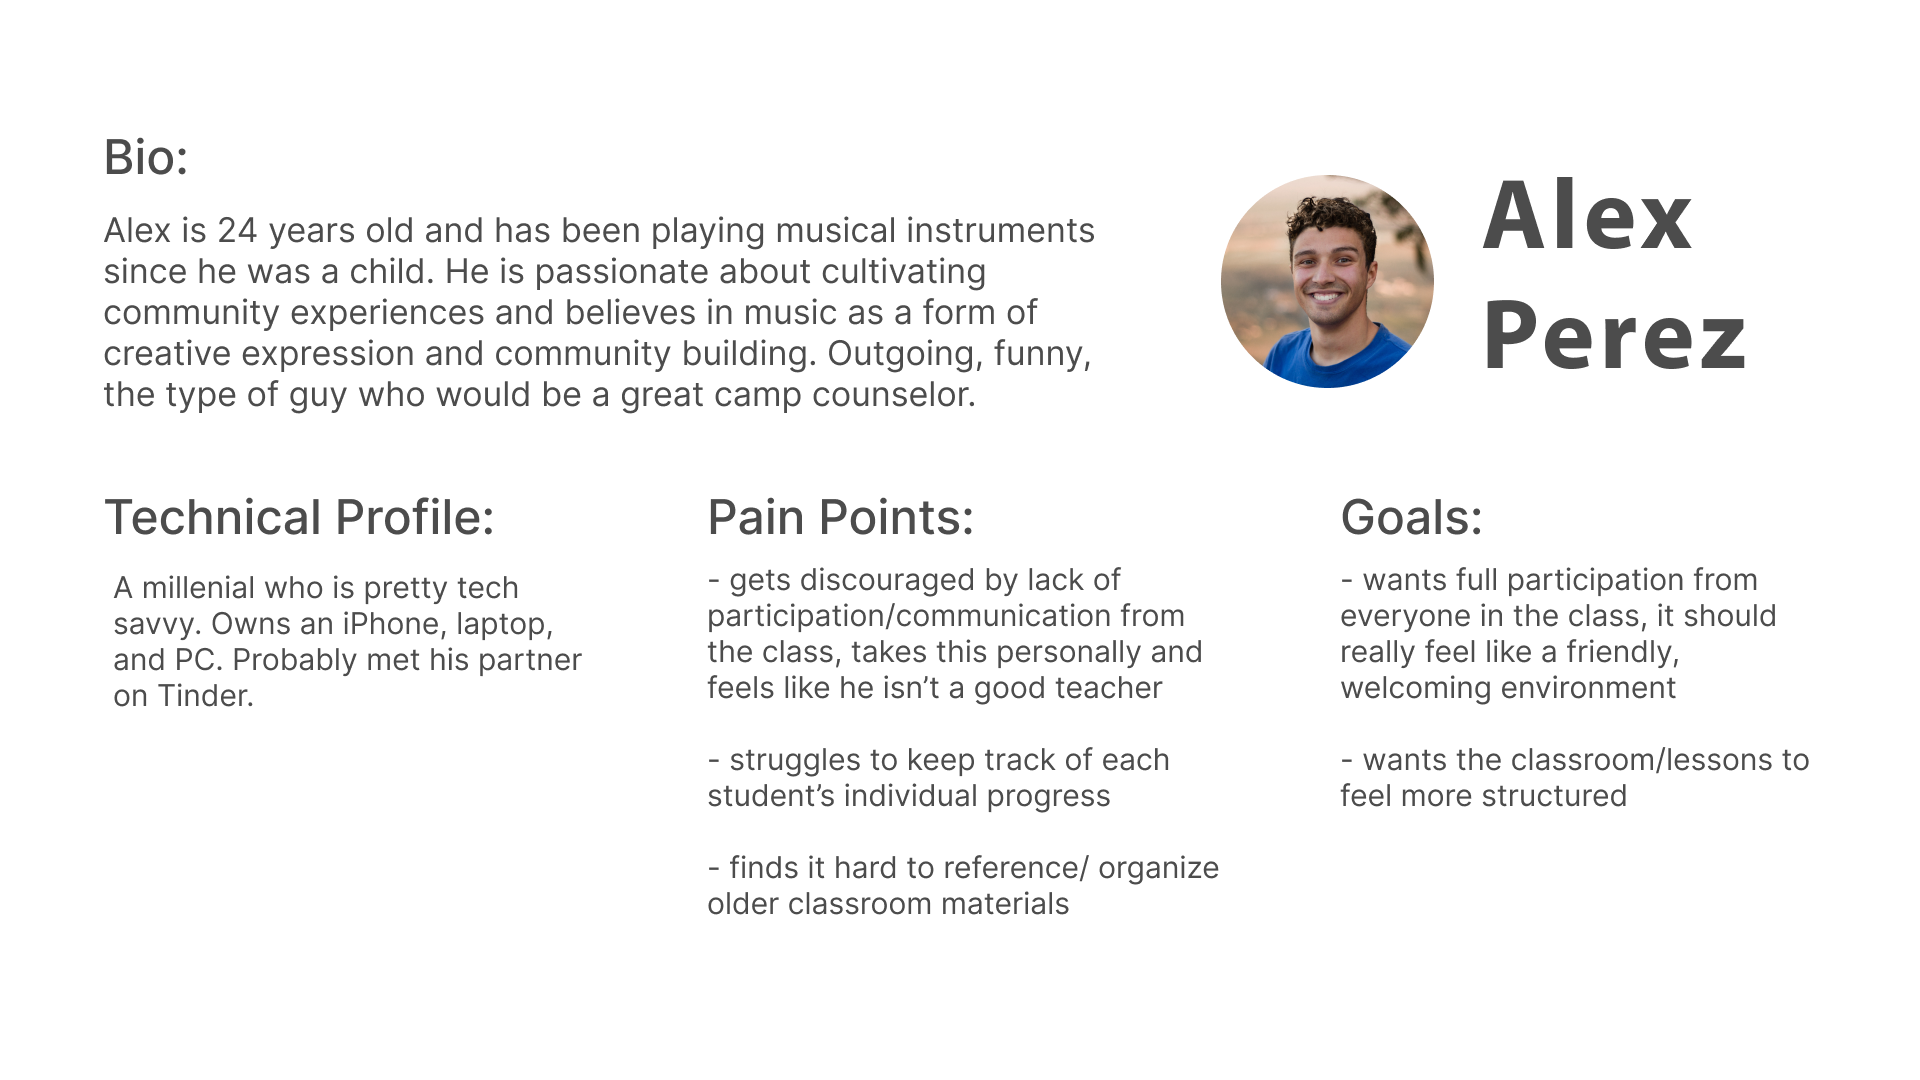 Bio:
Alex is 24 years old and has been playing musical instruments
since he was a child. He is passionate about cultivating
community experiences and believes in music as a form of
creative expression and community building. Outgoing, funny,
the type of guy who would be a great camp counselor.
Alex
Perez
Technical Profile:
A millenial who is pretty tech
savvy. Owns an iPhone, laptop,
and PC. Probably met his partner
on Tinder.
Pain Points:
- gets discouraged by lack of
participation/communication from
the class, takes this personally and
feels like he isn’t a good teacher
- struggles to keep track of each
student’s individual progress
- finds it hard to reference/ organize
older classroom materials
Goals:
- wants full participation from
everyone in the class, it should
really feel like a friendly,
welcoming environment
- wants the classroom/lessons to
feel more structured